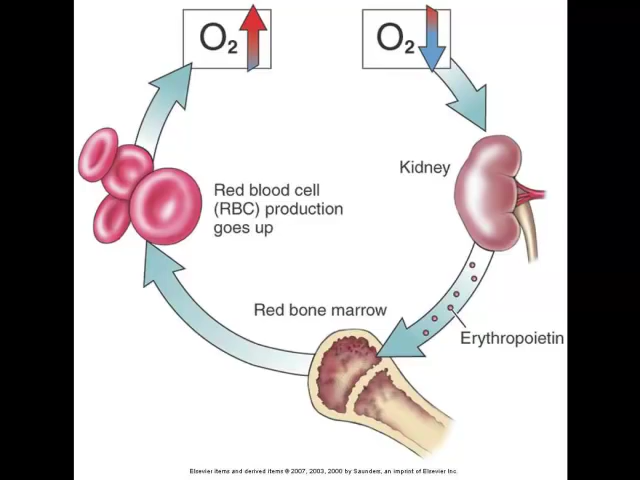 O2
O2
Kidney
Red blood cell
(RBC) production
goes up
Red bone marrow
Erythropoietin
Elsevier items and derived items © 2007, 2003, 2000 by Saunders, an imprint of Elsevier Inc.